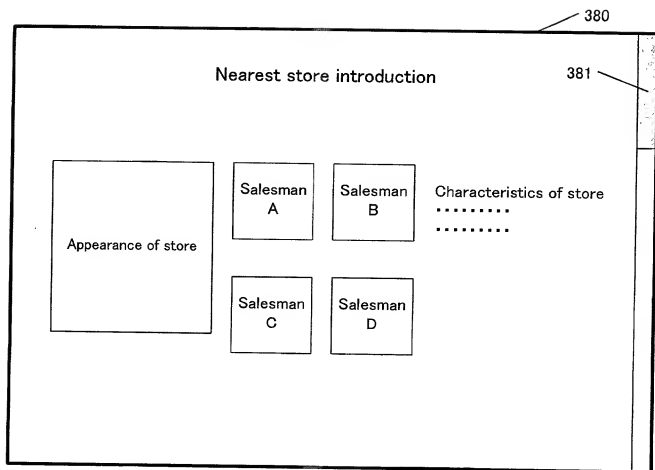 380
Nearest store introduction
381
Appearance of store
Salesman
A
Salesman
B
Characteristics of store
.........
.........
Salesman
C
Salesman
D